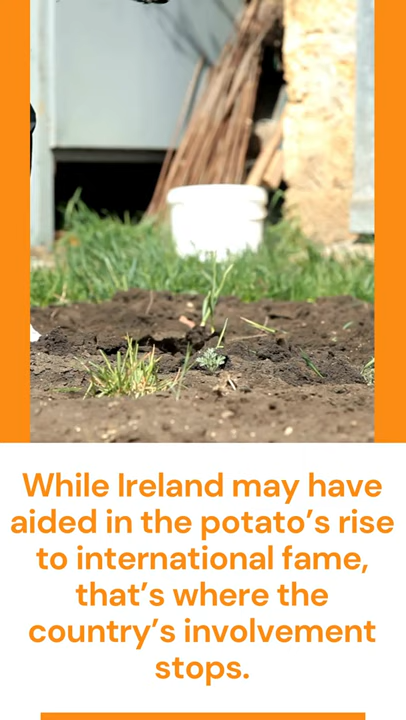 While Ireland may have
aided in the potato’s rise
to international fame,
that’s where the
country’s involvement
stops.